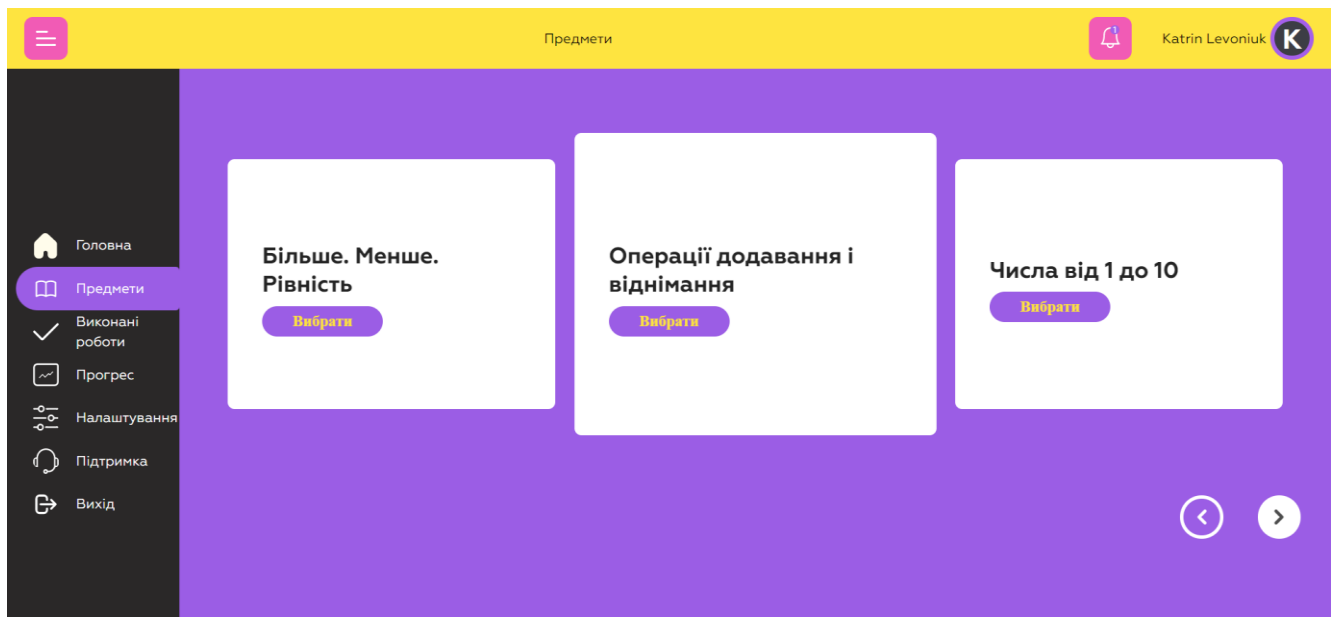 Предмети
1
Katrin Levoniuk
K
Головна
Предмети
Виконані
роботи
Прогрес
Налаштування
Підтримка
Вихід
Більше. Менше.
Рівність
Вибрати
Операції додавання і
віднімання
Вибрати
Числа від 1 до 10
Вибрати